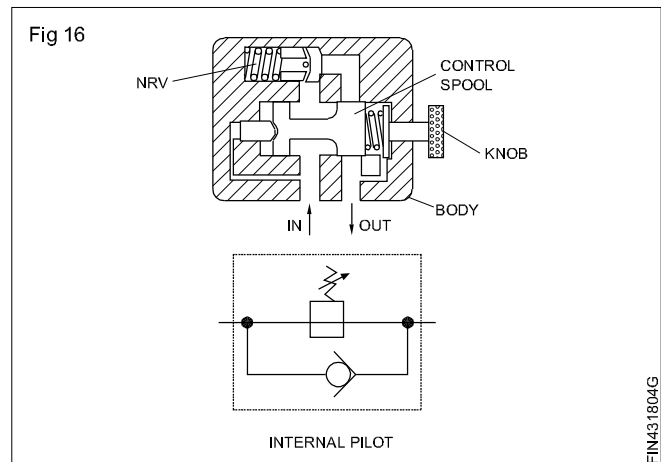 Fig 16
NRV
CONTROL
SPOOL
KNOB
BODY
IN
OUT
INTERNAL PILOT
FIN431804G